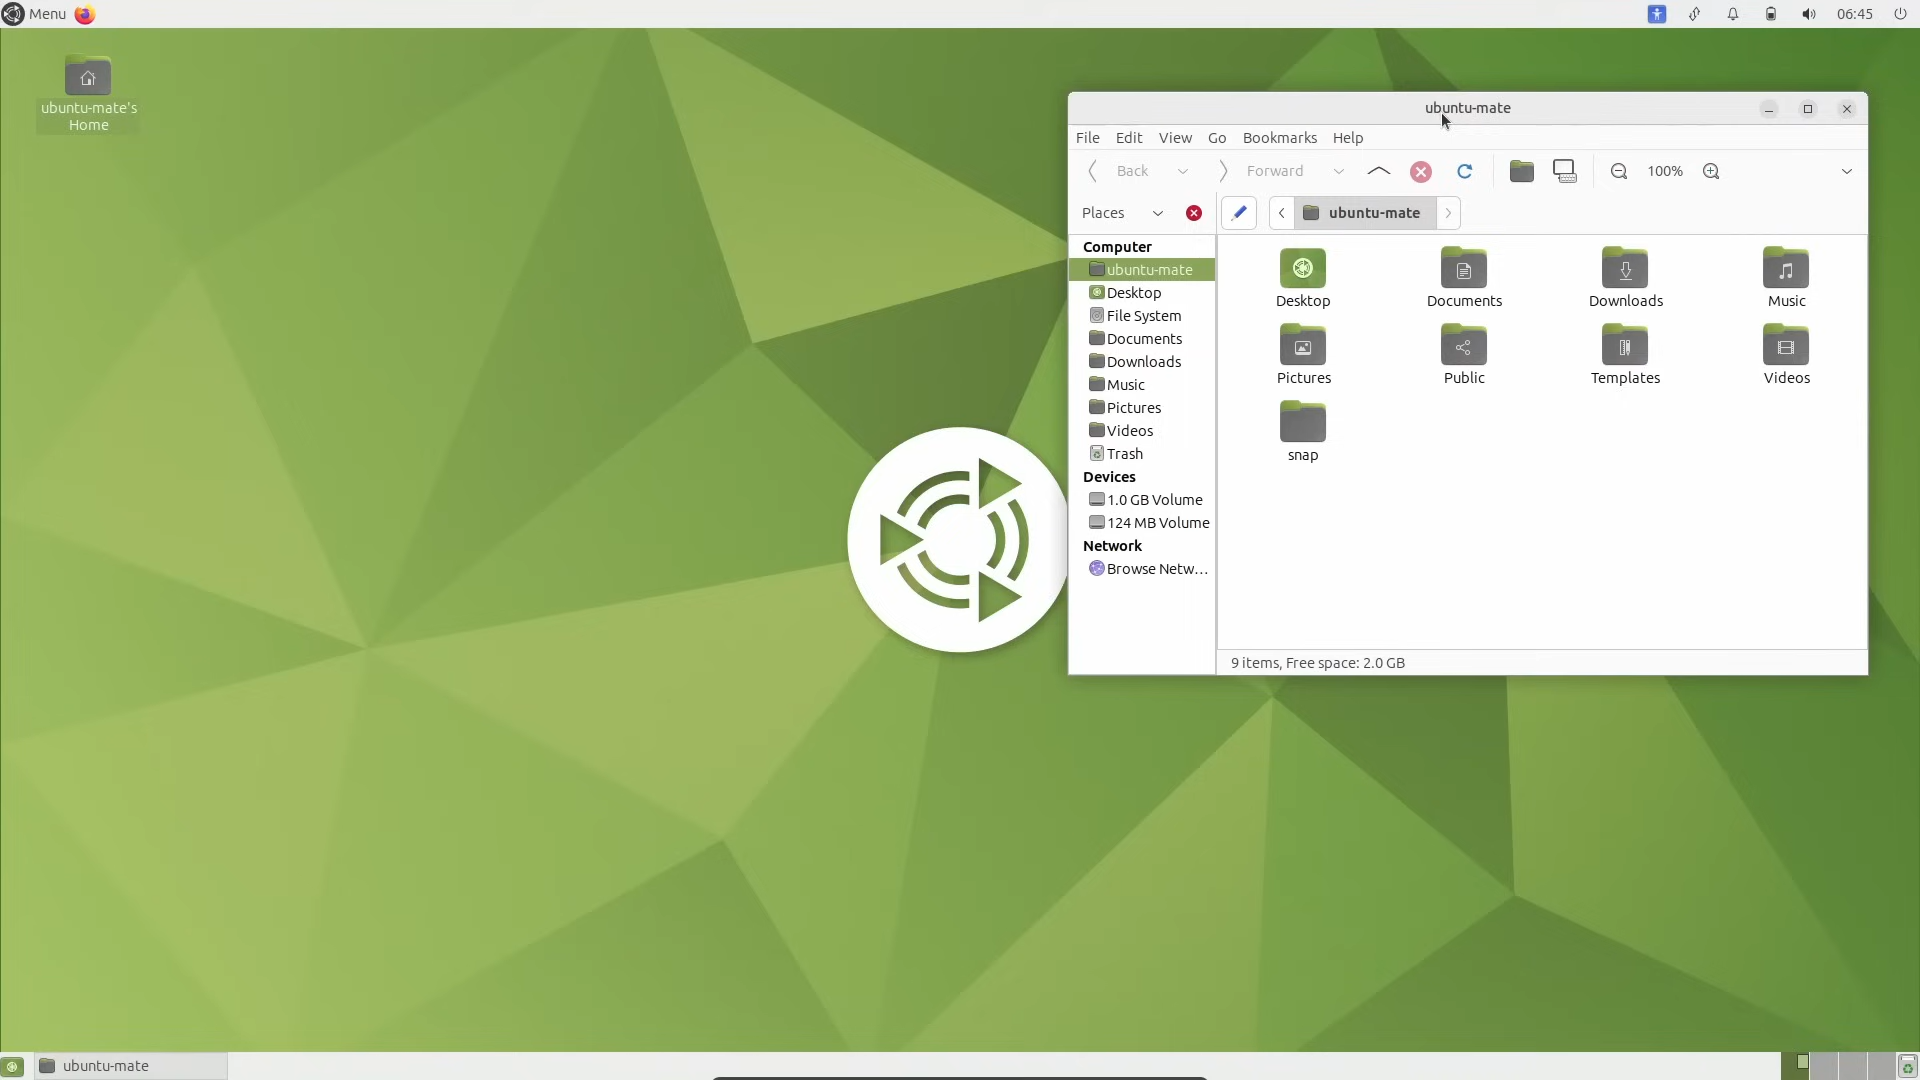 Menu
06:45
ubuntu-mate's
Home
ubuntu-mate
File Edit View Go Bookmarks Help
Back Forward 100%
Places ubuntu-mate
Computer
ubuntu-mate
Desktop
File System
Documents
Downloads
Music
Pictures
Videos
Trash
Devices
1.0 GB Volume
124 MB Volume
Network
Browse Netw...
Desktop Documents Downloads Music
Pictures Public Templates Videos
snap
9 items, Free space: 2.0 GB
ubuntu-mate